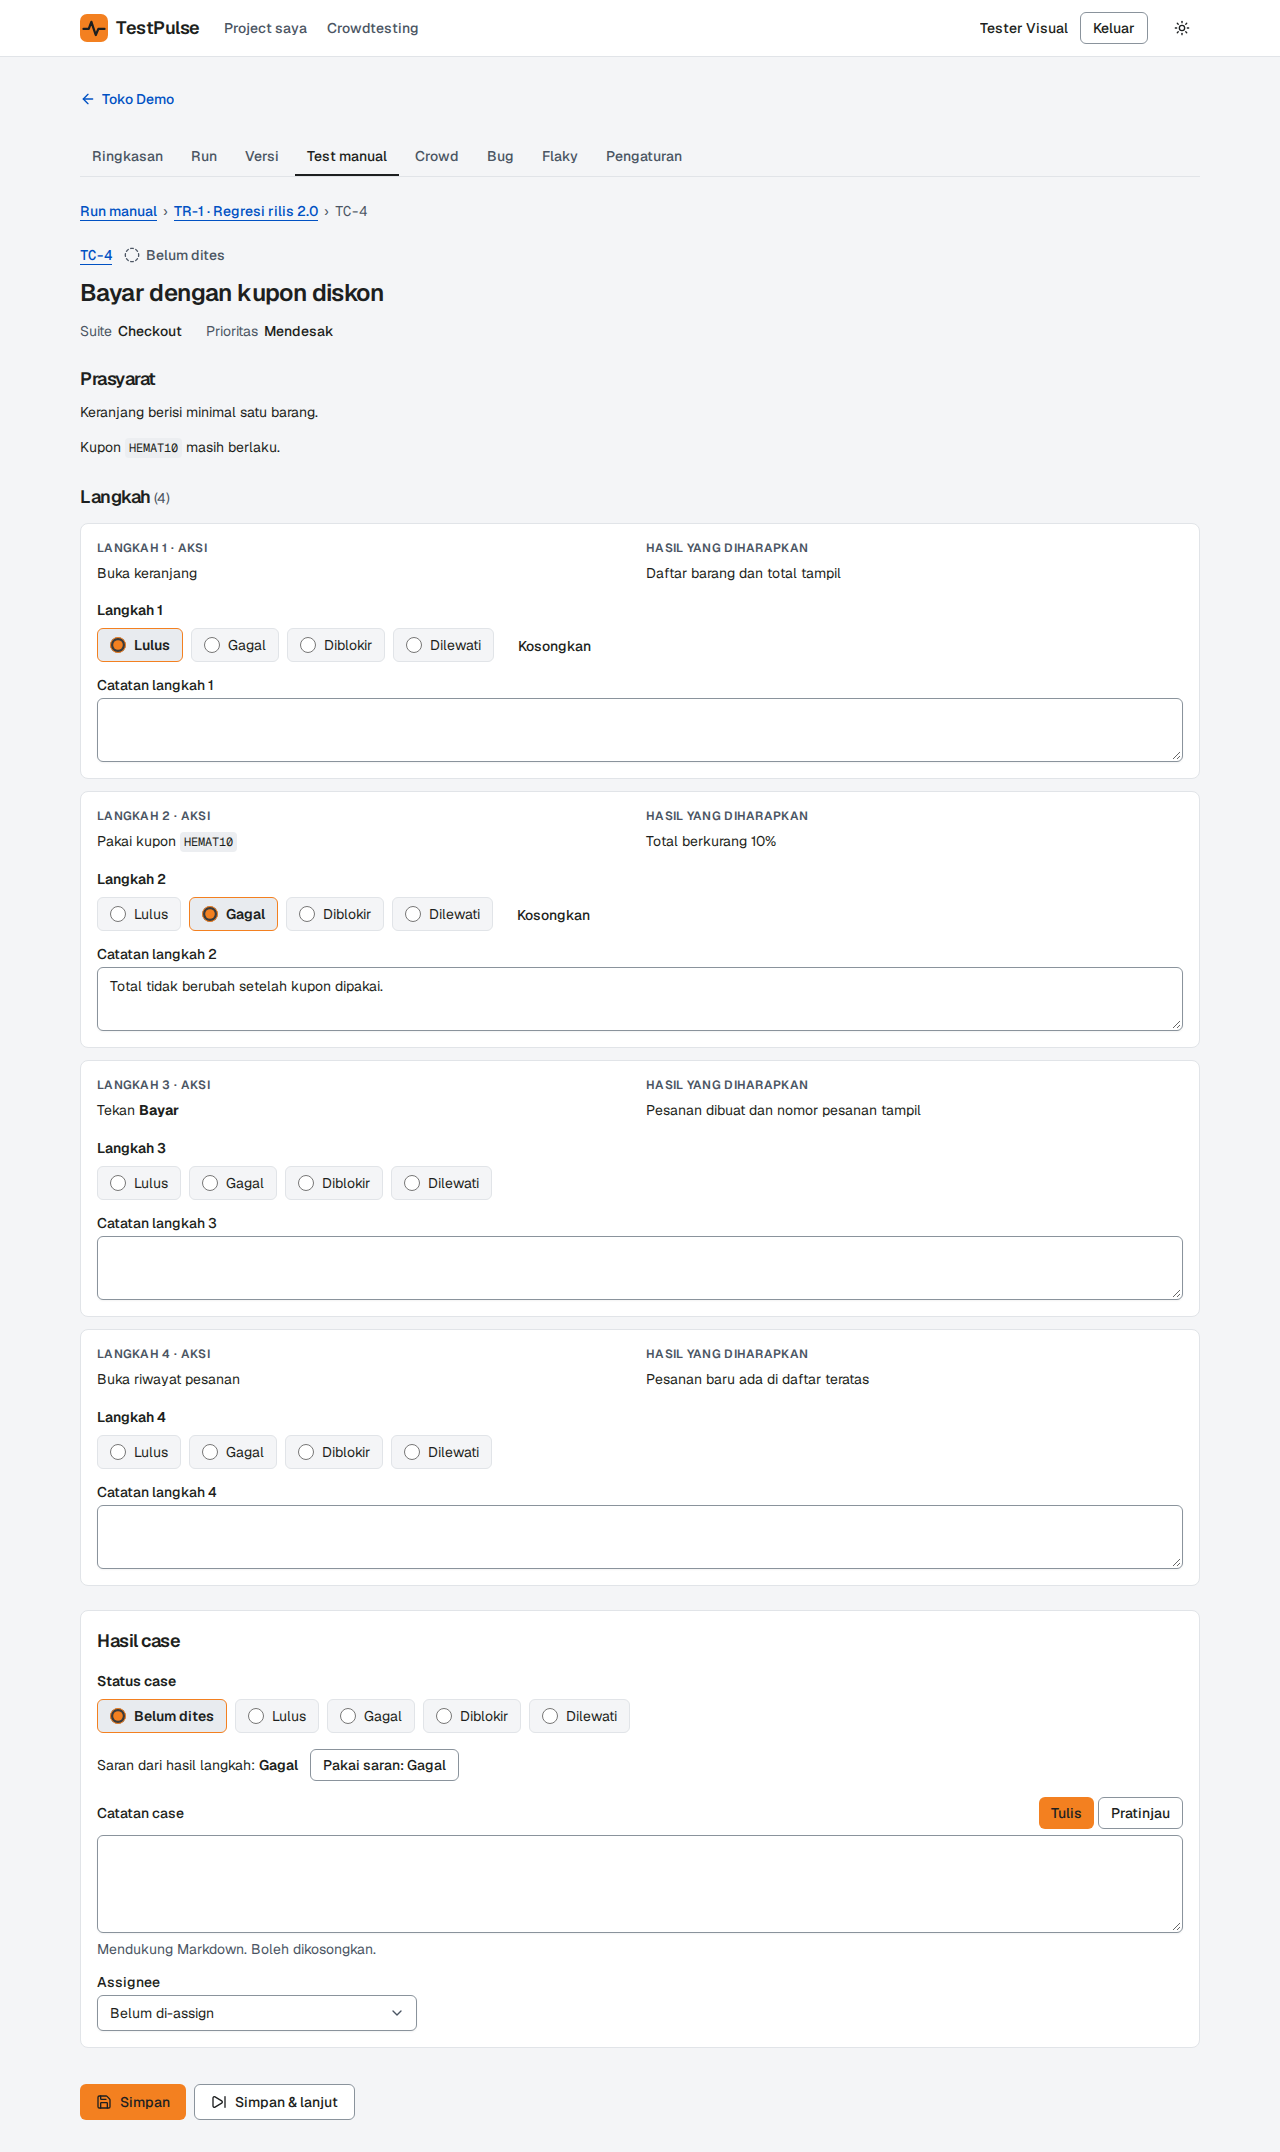 TestPulse Project saya Crowdtesting Tester Visual Keluar
Toko Demo
Ringkasan Run Versi Test manual Crowd Bug Flaky Pengaturan
Run manual › TR-1 · Regresi rilis 2.0 › TC-4
TC-4 Belum dites
Bayar dengan kupon diskon
Suite Checkout Prioritas Mendesak
Prasyarat
Keranjang berisi minimal satu barang.
Kupon HEMAT10 masih berlaku.
Langkah (4)
LANGKAH 1 · AKSI HASIL YANG DIHARAPKAN
Buka keranjang Daftar barang dan total tampil
Langkah 1
Lulus Gagal Diblokir Dilewati Kosongkan
Catatan langkah 1
LANGKAH 2 · AKSI HASIL YANG DIHARAPKAN
Pakai kupon HEMAT10 Total berkurang 10%
Langkah 2
Lulus Gagal Diblokir Dilewati Kosongkan
Catatan langkah 2
Total tidak berubah setelah kupon dipakai.
LANGKAH 3 · AKSI HASIL YANG DIHARAPKAN
Tekan Bayar Pesanan dibuat dan nomor pesanan tampil
Langkah 3
Lulus Gagal Diblokir Dilewati
Catatan langkah 3
LANGKAH 4 · AKSI HASIL YANG DIHARAPKAN
Buka riwayat pesanan Pesanan baru ada di daftar teratas
Langkah 4
Lulus Gagal Diblokir Dilewati
Catatan langkah 4
Hasil case
Status case
Belum dites Lulus Gagal Diblokir Dilewati
Saran dari hasil langkah: Gagal Pakai saran: Gagal
Catatan case Tulis Pratinjau
Mendukung Markdown. Boleh dikosongkan.
Assignee
Belum di-assign
Simpan Simpan & lanjut